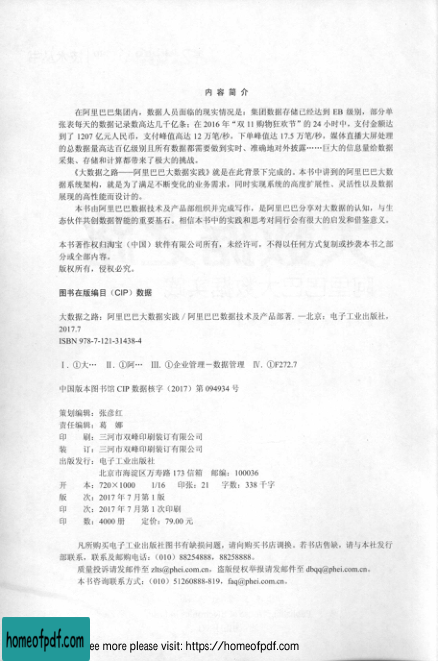 内 容 简 介
在阿里巴巴集团内，数据人员面临的现实情况是：集团数据存储已经达到 EB 级别，部分单
张表每天的数据记录数高达几千亿条；在 2016 年“双 11 购物狂欢节”的 24 小时中，支付金额达
到了 1207 亿元人民币，支付峰值高达 12 万笔/秒，下单峰值达 17.5 万笔/秒，媒体直播大屏处理
的总数据量高达百亿级别且所有数据都需要做到实时、准确地对外披露……巨大的信息量给数据
采集、存储和计算都带来了极大的挑战。
《大数据之路——阿里巴巴大数据实践》就是在此背景下完成的。本书中讲到的阿里巴巴大数
据系统架构，就是为了满足不断变化的业务需求，同时实现系统的高度扩展性、灵活性以及数据
展现的高性能而设计的。
本书由阿里巴巴数据技术及产品部组织并完成写作，是阿里巴巴分享对大数据的认知，与生
态伙伴共创数据智能的重要基石。相信本书中的实践和思考对同行会有很大的启发和借鉴意义。
本书著作权归淘宝（中国）软件有限公司所有，未经许可，不得以任何方式复制或抄袭本书之部
分或全部内容。
版权所有，侵权必究。
图书在版编目（CIP）数据
大数据之路：阿里巴巴大数据实践 / 阿里巴巴数据技术及产品部著. —北京：电子工业出版社，
2017.7
ISBN 978-7-121-31438-4
Ⅰ. ①大… Ⅱ. ①阿… Ⅲ. ①企业管理－数据管理 Ⅳ. ①F272.7
中国版本图书馆 CIP 数据核字（2017）第 094934 号
策划编辑：张彦红
责任编辑：葛 娜
印 刷：三河市双峰印刷装订有限公司
装 订：三河市双峰印刷装订有限公司
出版发行：电子工业出版社
北京市海淀区万寿路 173 信箱 邮编：100036
开 本：720×1000 1/16 印张：21 字数：338 千字
版 次：2017 年 7 月第 1 版
印 次：2017 年 7 月第 1 次印刷
印 数：4000 册 定价：79.00 元
凡所购买电子工业出版社图书有缺损问题，请向购买书店调换。若书店售缺，请与本社发行
部联系，联系及邮购电话：（010）88254888，88258888。
质量投诉请发邮件至 zlts@phei.com.cn，盗版侵权举报请发邮件至 dbqq@phei.com.cn。
本书咨询联系方式：（010）51260888-819，faq@phei.com.cn。
homeofpdf.com
ee more please visit: https://homeofpdf.com